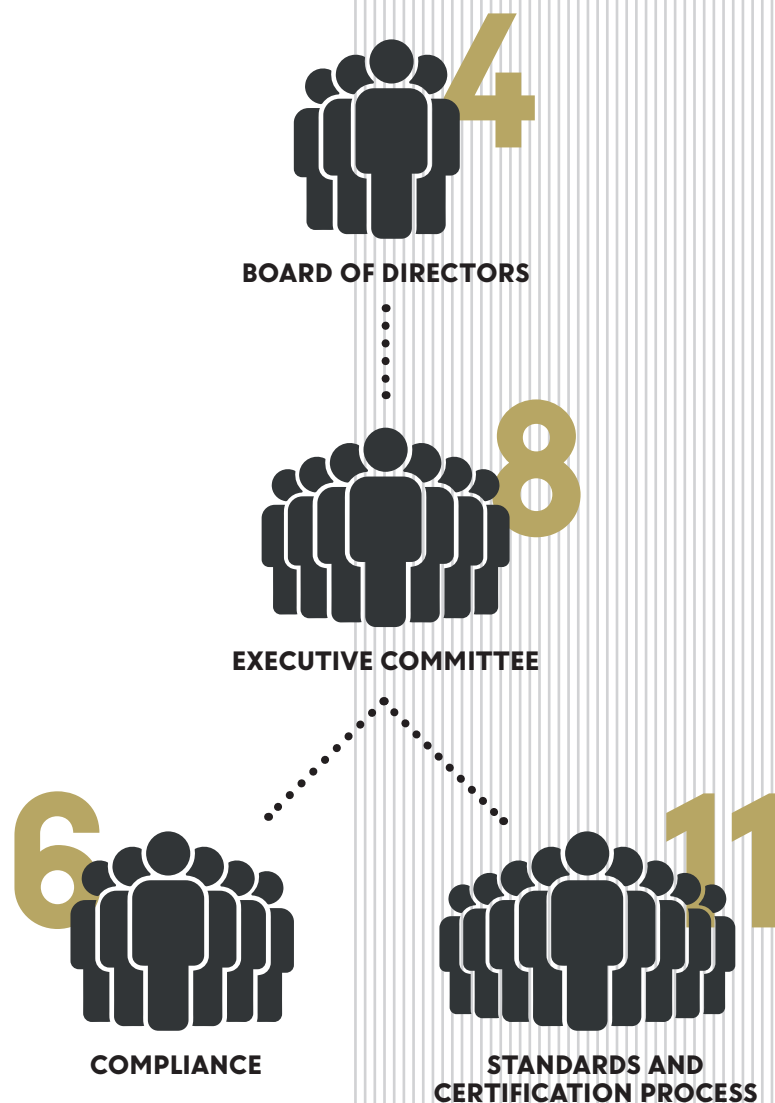 4
BOARD OF DIRECTORS
8
EXECUTIVE COMMITTEE
6
COMPLIANCE
11
STANDARDS AND
CERTIFICATION PROCESS